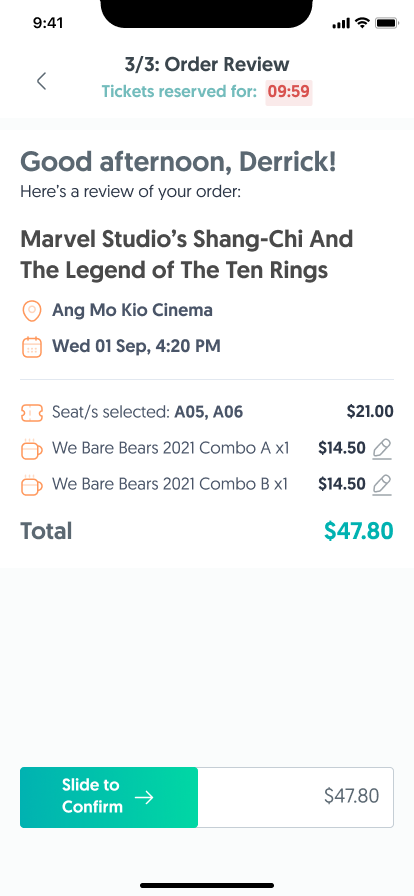 9:41
3/3: Order Review
Tickets reserved for: 09:59
Good afternoon, Derrick!
Here's a review of your order:
Marvel Studio's Shang-Chi And
The Legend of The Ten Rings
Ang Mo Kio Cinema
Wed 01 Sep, 4:20 PM
Seat/s selected: A05, A06 $21.00
We Bare Bears 2021 Combo A x1 $14.50
We Bare Bears 2021 Combo B x1 $14.50
Total $47.80
Slide to
Confirm
$47.80